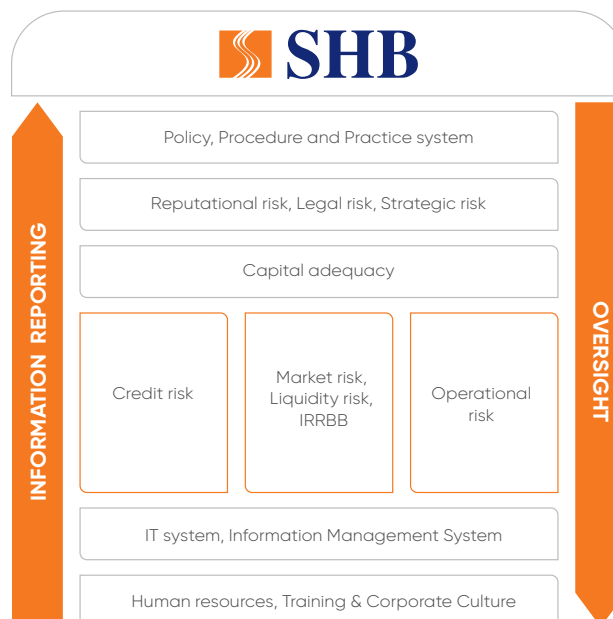 SHB
INFORMATION REPORTING
Policy, Procedure and Practice system
Reputational risk, Legal risk, Strategic risk
Capital adequacy
Credit risk
Market risk,
Liquidity risk,
IRRBB
Operational
risk
IT system, Information Management System
Human resources, Training & Corporate Culture
OVERSIGHT